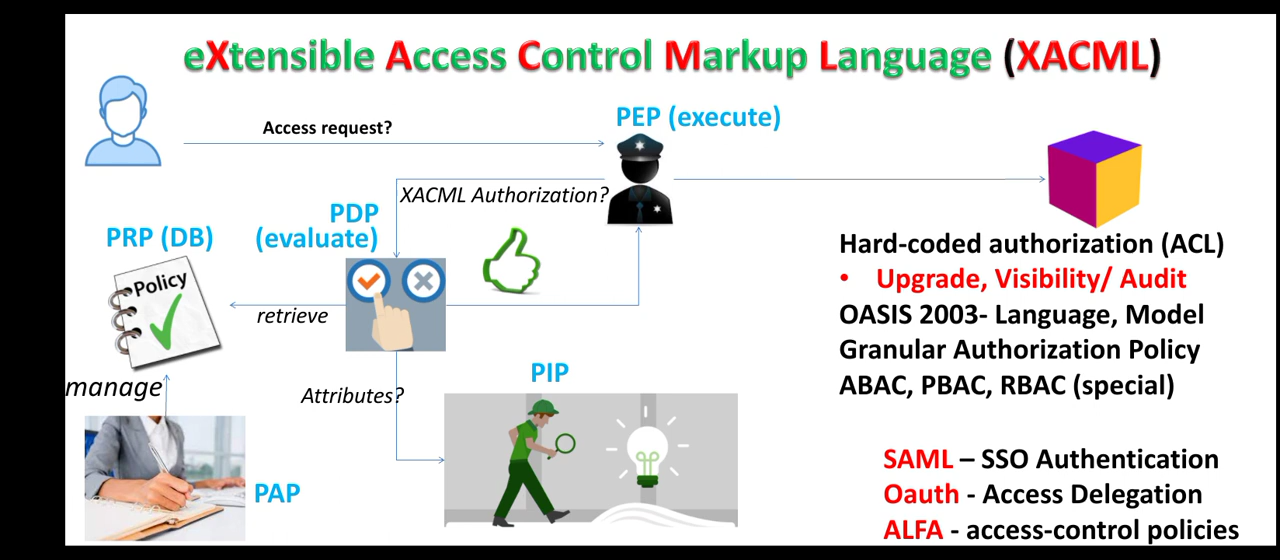 eXtensible Access Control Markup Language (XACML)
Access request?
PEP (execute)
XACML Authorization?
PDP
(evaluate)
PRP (DB)
Policy
retrieve
manage
Attributes?
PIP
PAP
Hard-coded authorization (ACL)
• Upgrade, Visibility/ Audit
OASIS 2003- Language, Model
Granular Authorization Policy
ABAC, PBAC, RBAC (special)
SAML – SSO Authentication
Oauth - Access Delegation
ALFA - access-control policies